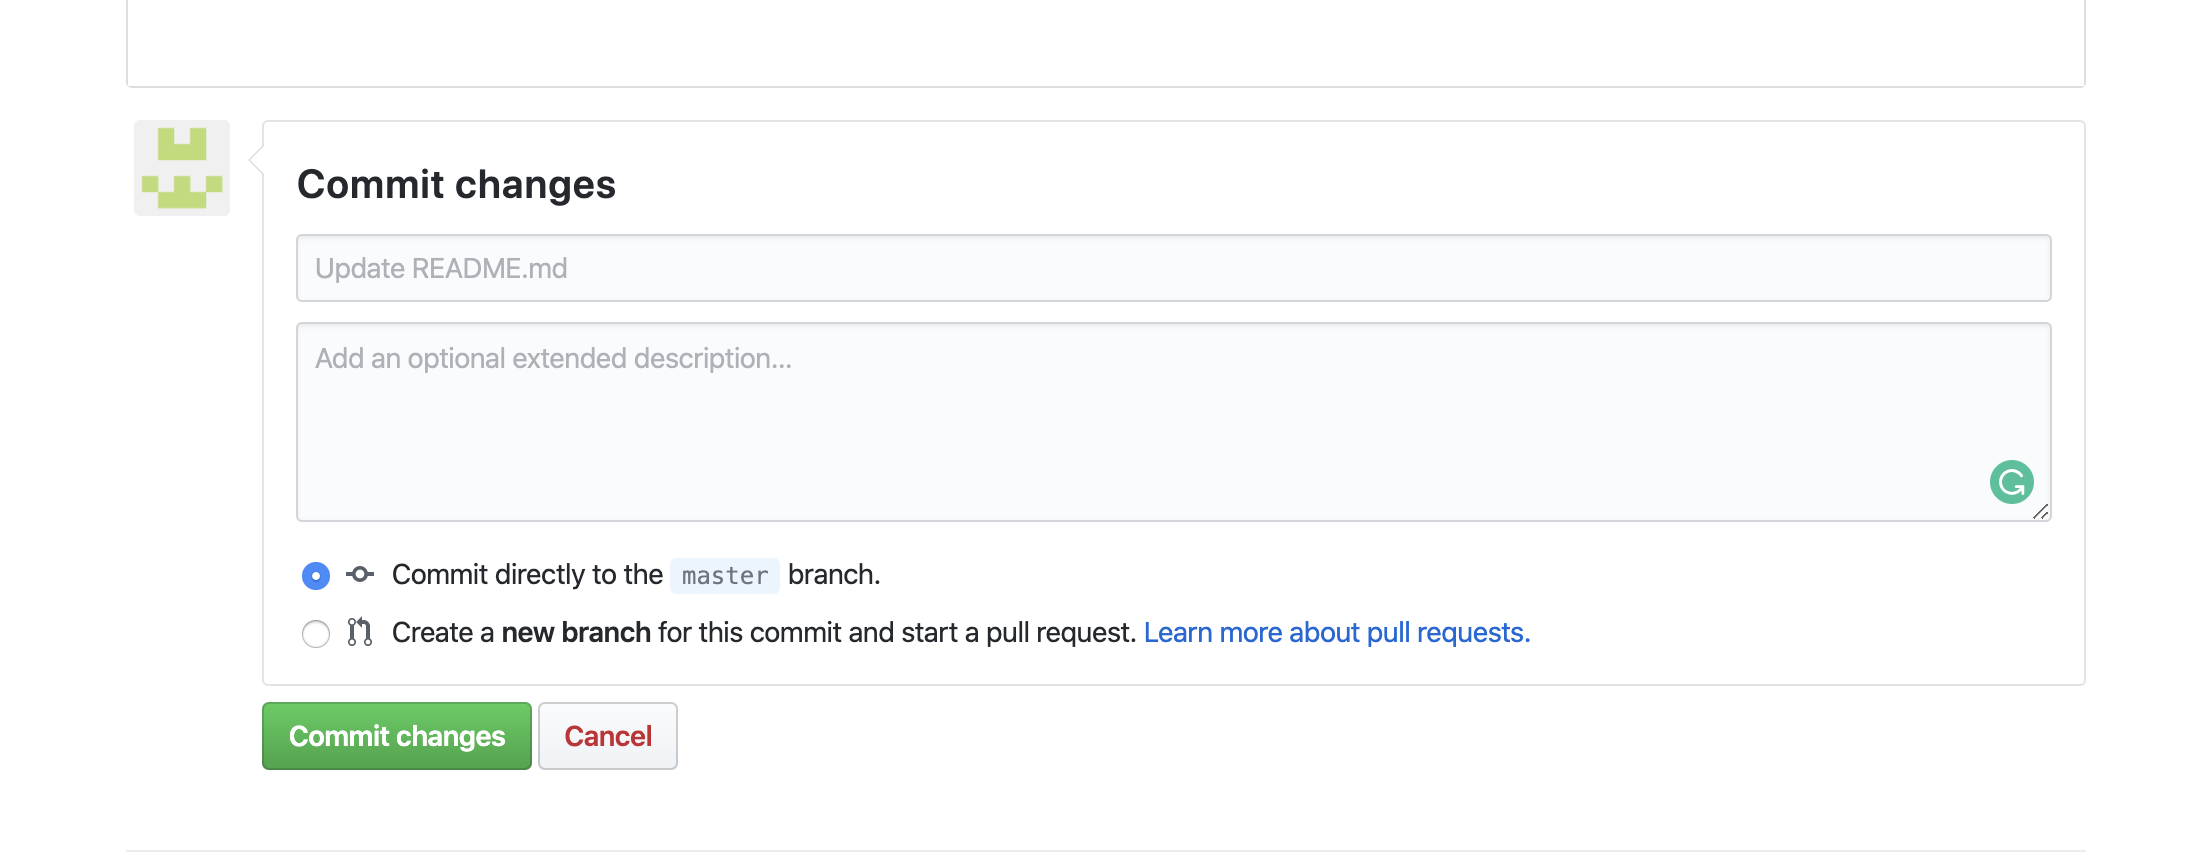 Commit changes
Update README.md
Add an optional extended description...
Commit directly to the master branch.
Create a new branch for this commit and start a pull request. Learn more about pull requests.
Commit changes Cancel